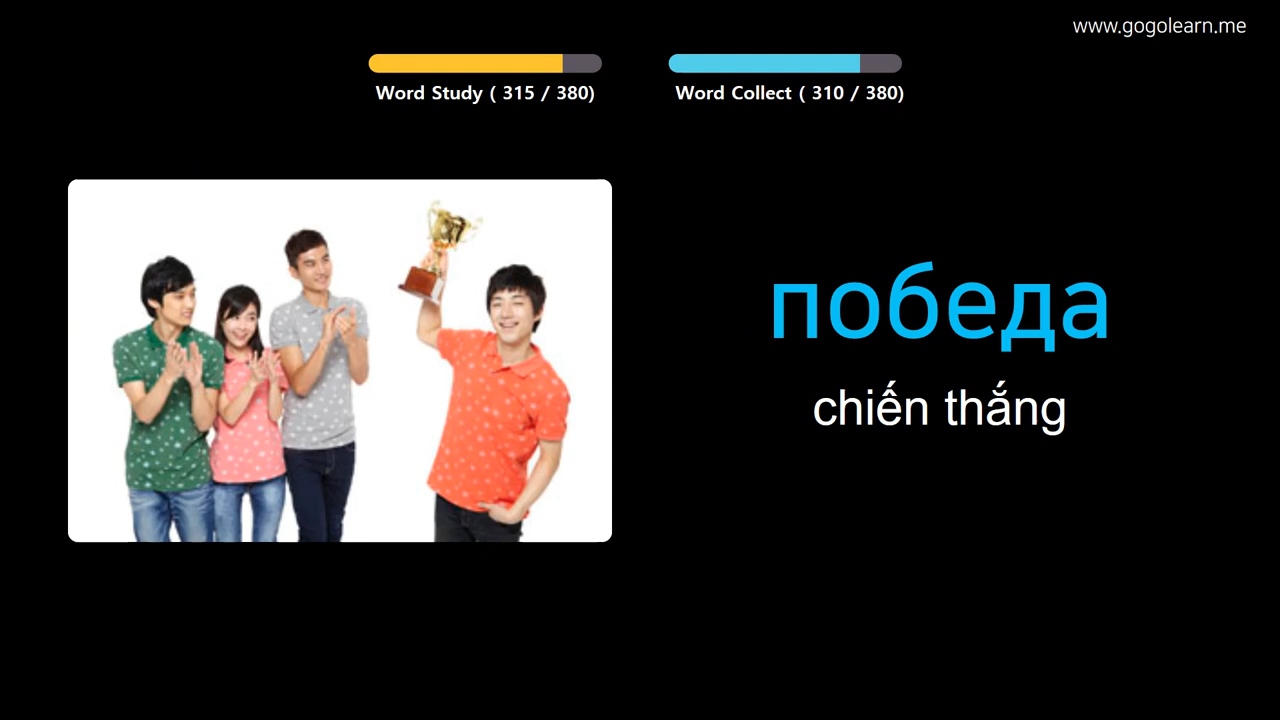 www.gogolearn.me
Word Study ( 315 / 380)
Word Collect ( 310 / 380)
победа
chiến thắng